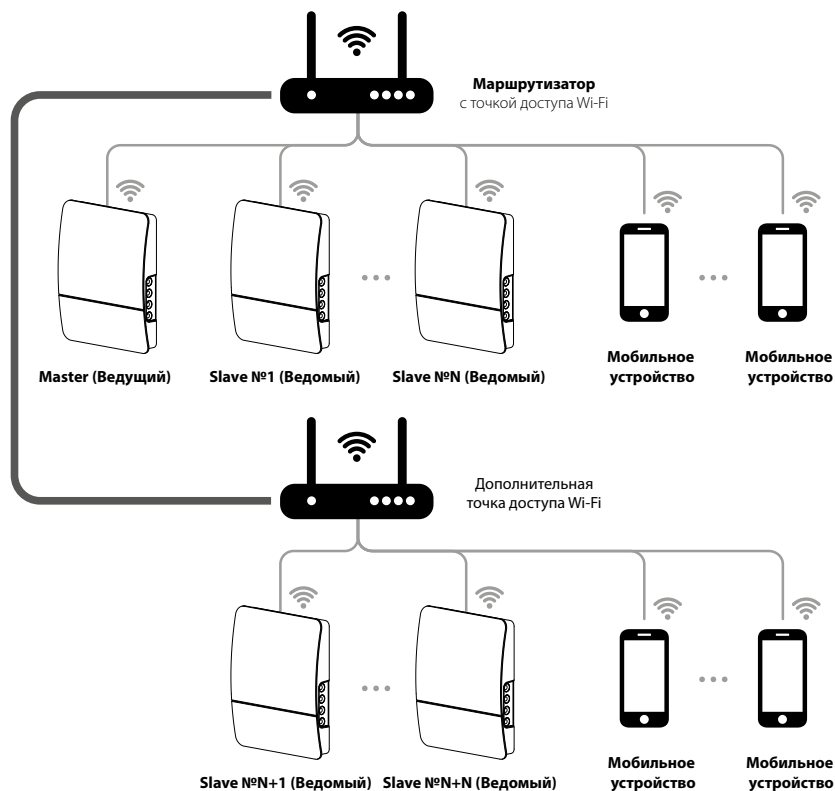 Маршрутизатор
с точкой доступа Wi-Fi
Master (Ведущий)
Slave №1 (Ведомый)
Slave №N (Ведомый)
Мобильное
устройство
Мобильное
устройство
Дополнительная
точка доступа Wi-Fi
Slave №N+1 (Ведомый)
Slave №N+N (Ведомый)
Мобильное
устройство
Мобильное
устройство